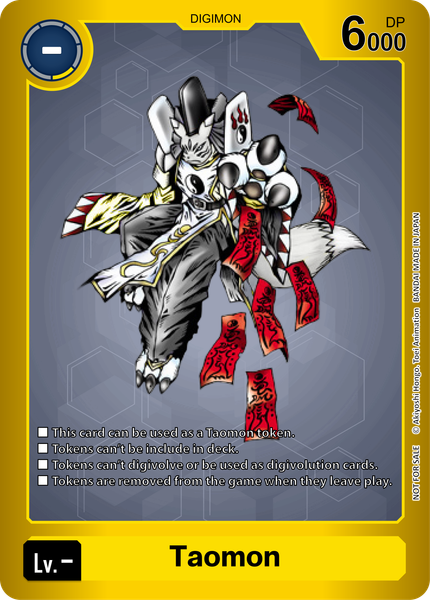 DIGIMON
-
DP
6000
■ This card can be used as a Taomon token.
■ Tokens can't be include in deck.
■ Tokens can't digivolve or be used as digivolution cards.
■ Tokens are removed from the game when they leave play.
NOT FOR SALE © Akiyoshi Hongo, Toei Animation BANDAI MADE IN JAPAN
Lv.-
Taomon